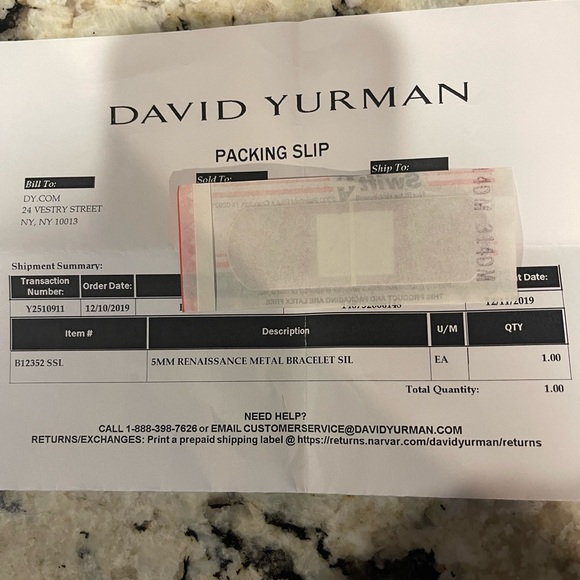 DAVID YURMAN
PACKING SLIP
Bill To: Sold To: Ship To:
DY.COM
24 VESTRY STREET
NY, NY 10013
Shipment Summary:
Transaction Number: Order Date: Date:
Y2510911 12/10/2019 12/11/2019
Item # Description U/M QTY
B12352 SSL 5MM RENAISSANCE METAL BRACELET SIL EA 1.00
Total Quantity: 1.00
NEED HELP?
CALL 1-888-398-7626 or EMAIL CUSTOMERSERVICE@DAVIDYURMAN.COM
RETURNS/EXCHANGES: Print a prepaid shipping label @ https://returns.narvar.com/davidyurman/returns